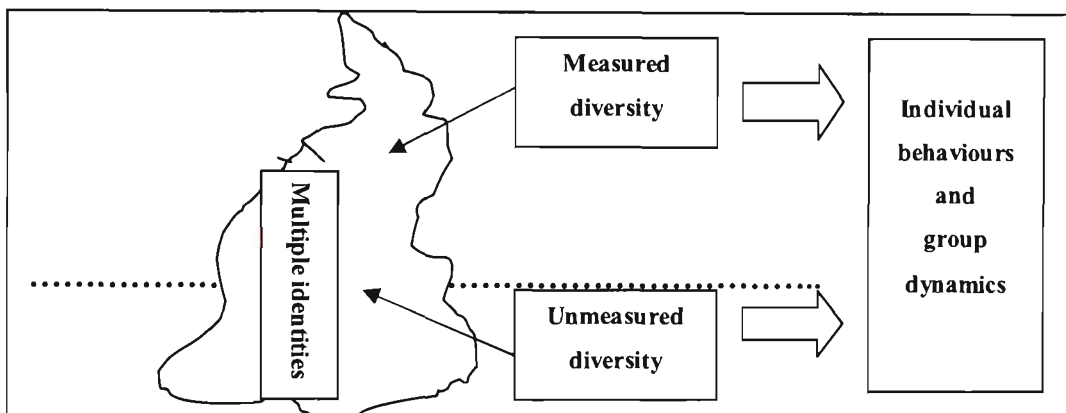 Measured
diversity
Individual
behaviours
and
group
dynamics
Multiple identities
Unmeasured
diversity